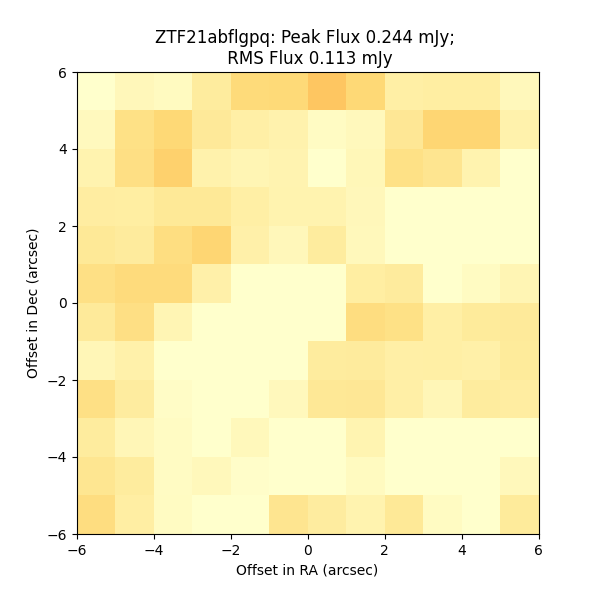 ZTF21abflgpq: Peak Flux 0.244 mJy;
RMS Flux 0.113 mJy
6
4
2
0
−2
−4
−6
Offset in Dec (arcsec)
−6 −4 −2 0 2 4 6
Offset in RA (arcsec)